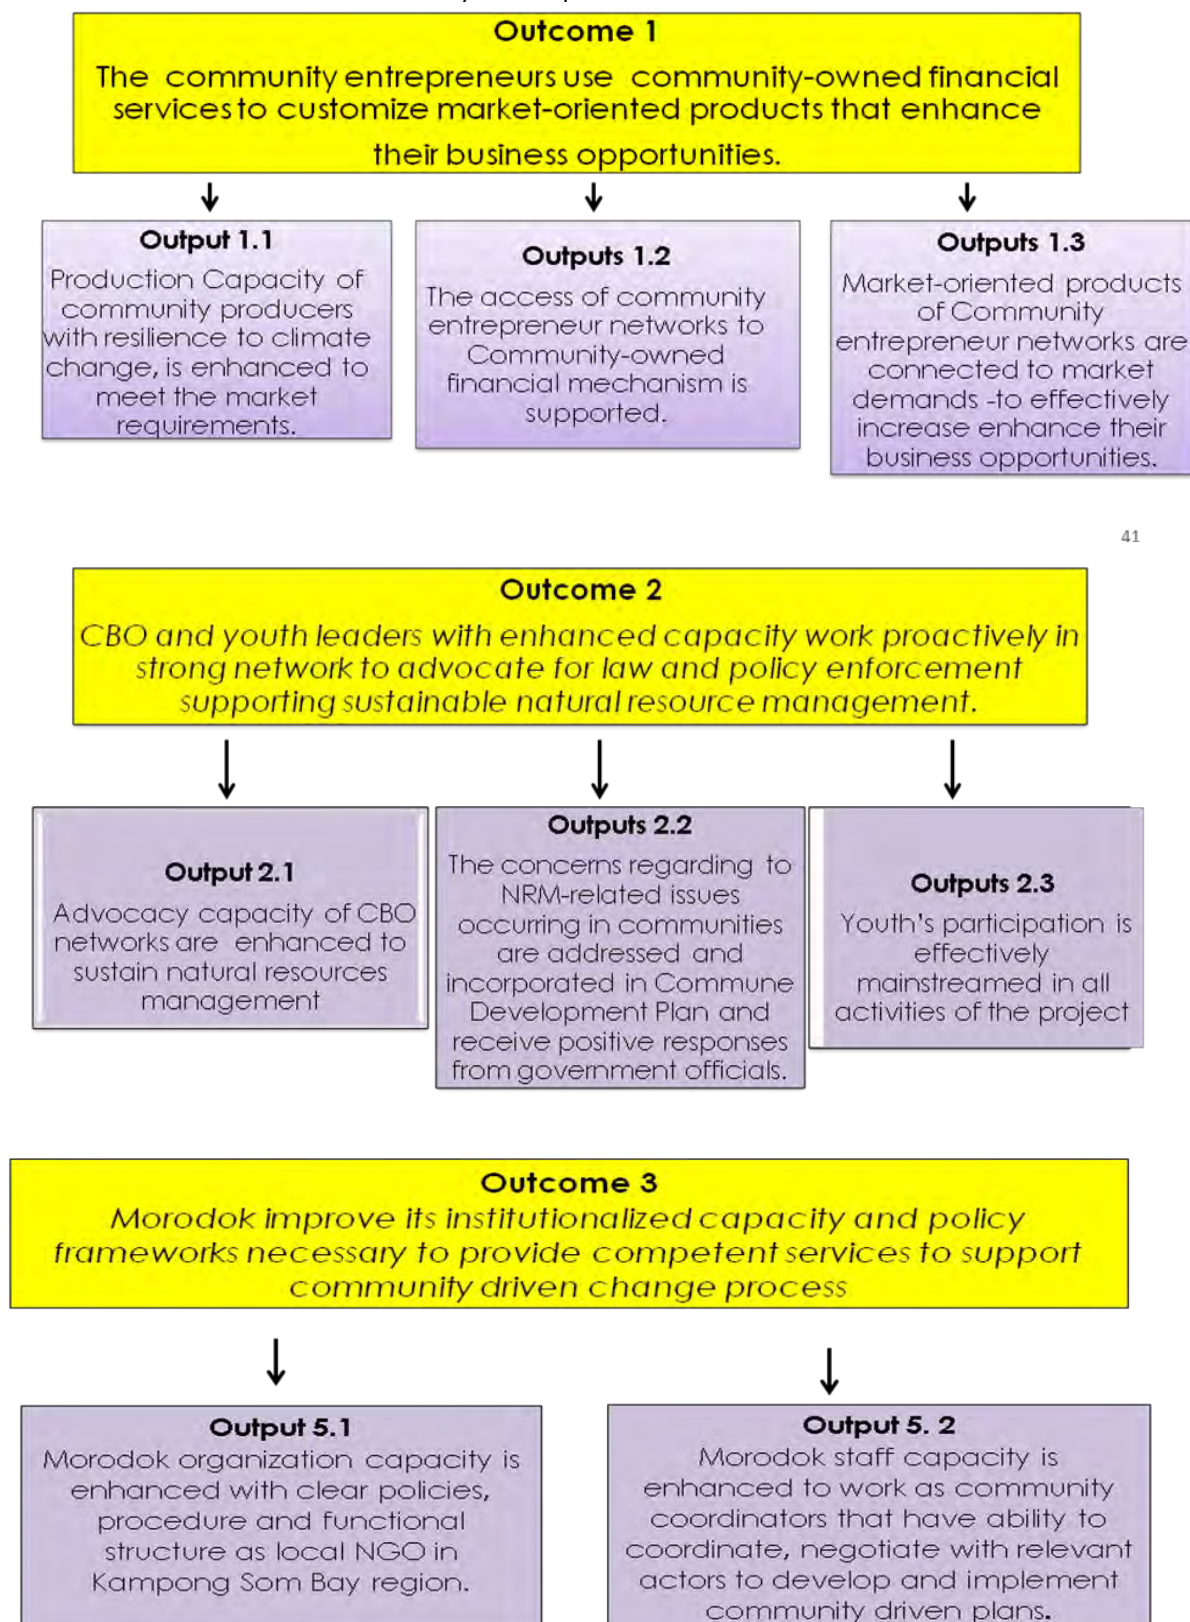 Outcome 1
The community entrepreneurs use community-owned financial
services to customize market-oriented products that enhance
their business opportunities.
Output 1.1
Production Capacity of
community producers
with resilience to climate
change, is enhanced to
meet the market
requirements.
Outputs 1.2
The access of community
entrepreneur networks to
Community-owned
financial mechanism is
supported.
Outputs 1.3
Market-oriented products
of Community
entrepreneur networks are
connected to market
demands -to effectively
increase enhance their
business opportunities.
41
Outcome 2
CBO and youth leaders with enhanced capacity work proactively in
strong network to advocate for law and policy enforcement
supporting sustainable natural resource management.
Output 2.1
Advocacy capacity of CBO
networks are enhanced to
sustain natural resources
management
Outputs 2.2
The concerns regarding to
NRM-related issues
occurring in communities
are addressed and
incorporated in Commune
Development Plan and
receive positive responses
from government officials.
Outputs 2.3
Youth's participation is
effectively
mainstreamed in all
activities of the project
Outcome 3
Morodok improve its institutionalized capacity and policy
frameworks necessary to provide competent services to support
community driven change process
Output 5.1
Morodok organization capacity is
enhanced with clear policies,
procedure and functional
structure as local NGO in
Kampong Som Bay region.
Output 5. 2
Morodok staff capacity is
enhanced to work as community
coordinators that have ability to
coordinate, negotiate with relevant
actors to develop and implement
community driven plans.